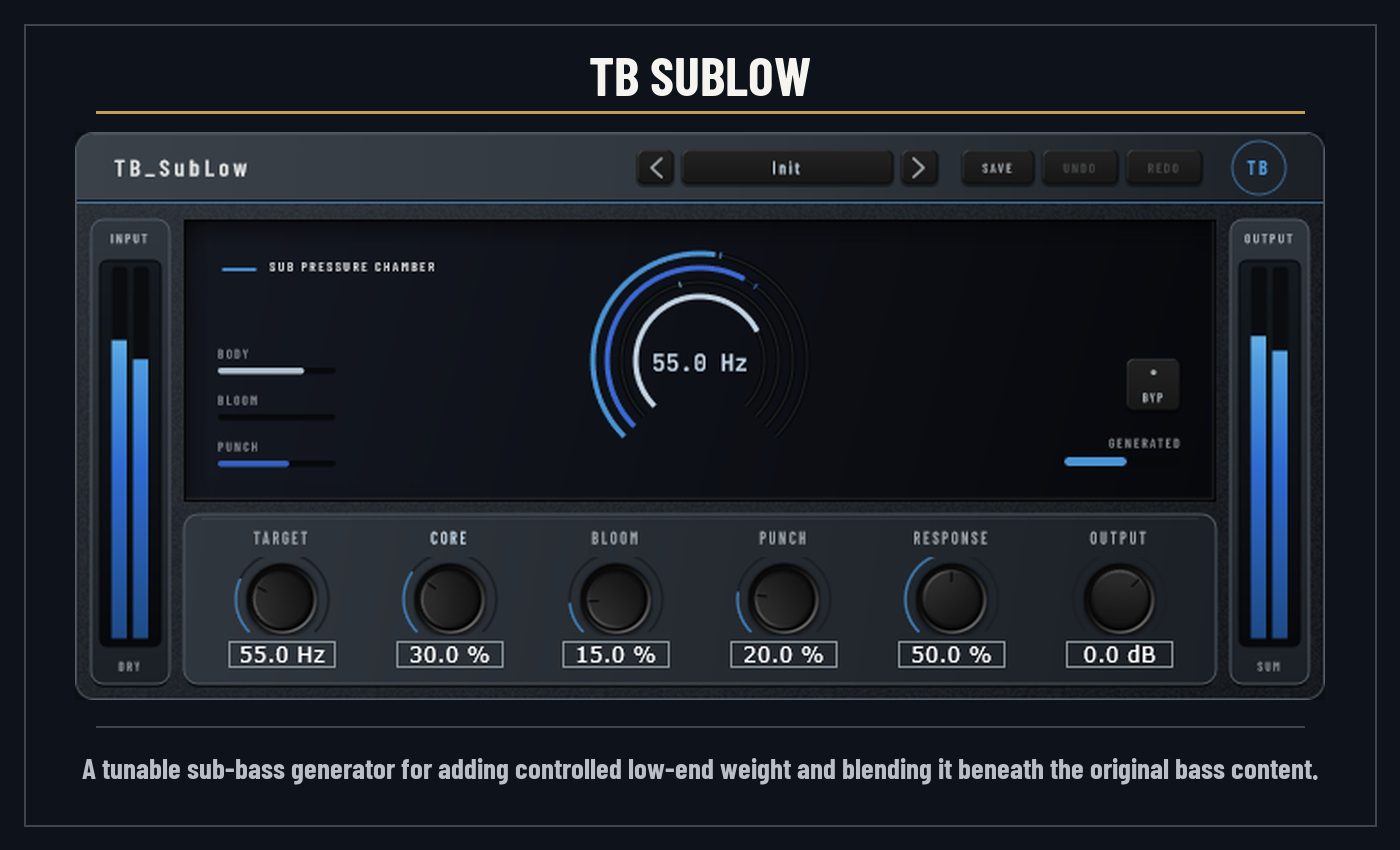 TB SUBLOW
TB_SubLow
Init
SAVE
UNDO
REDO
TB
INPUT
DRY
SUB PRESSURE CHAMBER
BODY
BLOOM
PUNCH
55.0 Hz
BYP
GENERATED
OUTPUT
SUM
TARGET CORE BLOOM PUNCH RESPONSE OUTPUT
55.0 Hz 30.0 % 15.0 % 20.0 % 50.0 % 0.0 dB
A tunable sub-bass generator for adding controlled low-end weight and blending it beneath the original bass content.